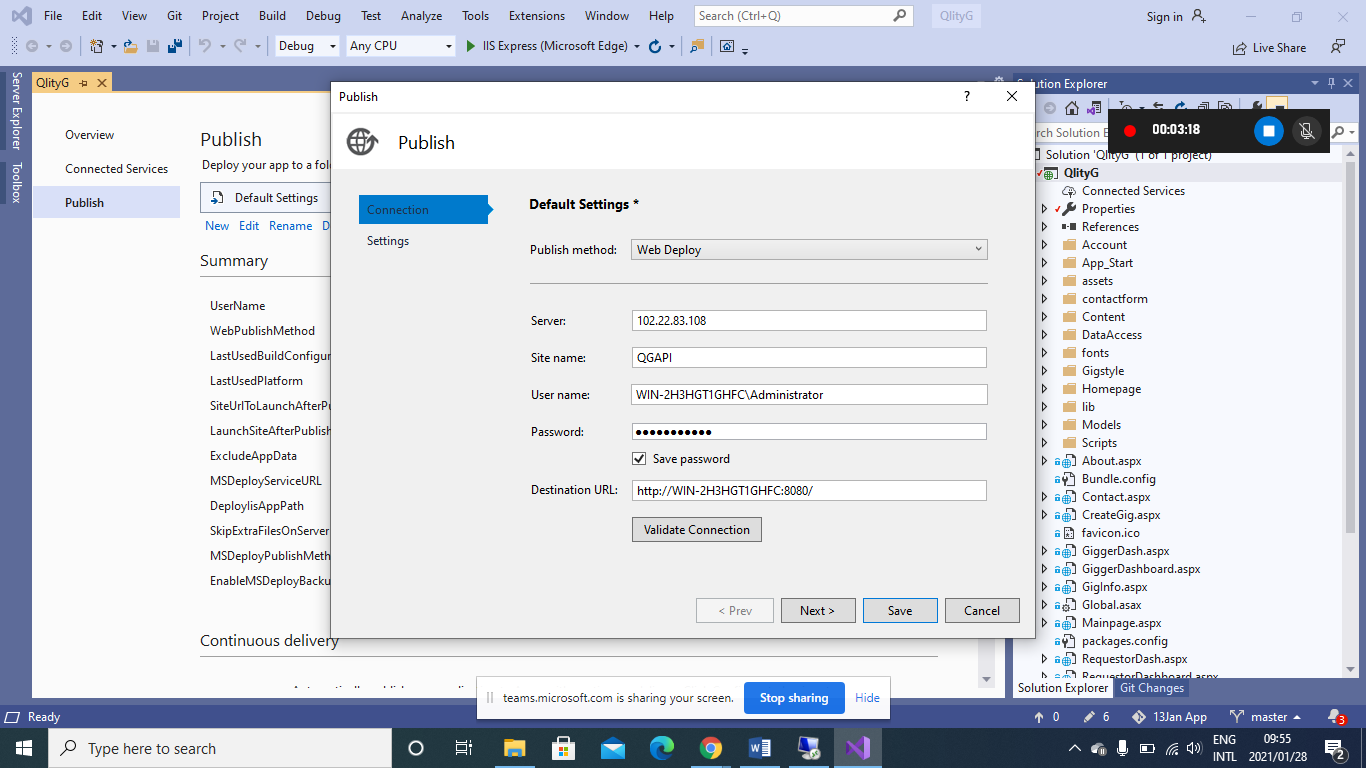 File Edit View Git Project Build Debug Test Analyze Tools Extensions Window Help Search (Ctrl+Q) QlityG Sign in
Debug Any CPU IIS Express (Microsoft Edge) Live Share
Server Explorer
Toolbox
QlityG
Overview
Connected Services
Publish
Publish
Deploy your app to a fol
Default Settings
New Edit Rename D
Summary
UserName
WebPublishMethod
LastUsedBuildConfigur
LastUsedPlatform
SiteUrlToLaunchAfterPu
LaunchSiteAfterPublish
ExcludeAppData
MSDeployServiceURL
DeployIisAppPath
SkipExtraFilesOnServer
MSDeployPublishMeth
EnableMSDeployBacku
Continuous delivery
Publish ?
Publish
Connection
Settings
Default Settings *
Publish method: Web Deploy
Server: 102.22.83.108
Site name: QGAPI
User name: WIN-2H3HGT1GHFC\Administrator
Password: ●●●●●●●●●●●
Save password
Destination URL: http://WIN-2H3HGT1GHFC:8080/
Validate Connection
< Prev Next > Save Cancel
Solution Explorer
00:03:18
rch Solution E
Solution 'QlityG' (1 of 1 project)
QlityG
Connected Services
Properties
References
Account
App_Start
assets
contactform
Content
DataAccess
fonts
Gigstyle
Homepage
lib
Models
Scripts
About.aspx
Bundle.config
Contact.aspx
CreateGig.aspx
favicon.ico
GiggerDash.aspx
GiggerDashboard.aspx
GigInfo.aspx
Global.asax
Mainpage.aspx
packages.config
RequestorDash.aspx
RequestorDashboard.aspx
Solution Explorer Git Changes
teams.microsoft.com is sharing your screen. Stop sharing Hide
Ready 0 6 13Jan App master 3
Type here to search
ENG
INTL
09:55
2021/01/28
2